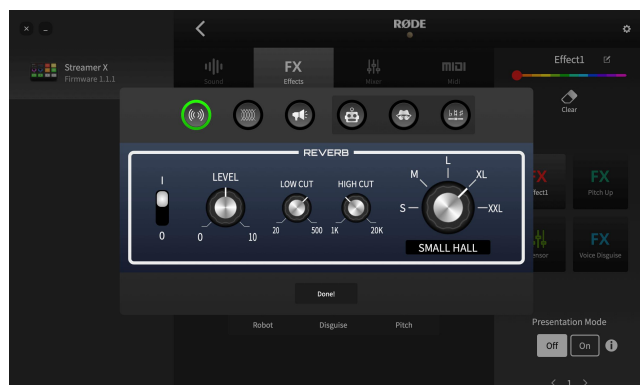 RØDE
Streamer X
Firmware 1.1.1
Sound
FX
Effects
Mixer
miDi
Midi
Effect1
Clear
REVERB
I
0
LEVEL
0
10
LOW CUT
20
500
HIGH CUT
1K
20K
S
M
L
XL
XXL
SMALL HALL
FX
FX
Pitch Up
FX
Voice Disguise
Done!
Robot
Disguise
Pitch
Presentation Mode
Off
On
1